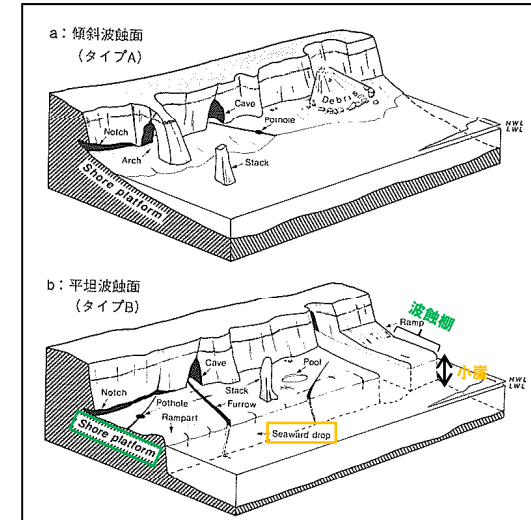 a：傾斜波蝕面
（タイプA）
Notch
Arch
Cave
Pothole
Stack
Debris
HWL
LWL
Shore platform
b：平坦波蝕面
（タイプB）
波蝕棚
Ramp
小崖
Cave
Pool
Notch
Stack
Pothole
Furrow
Rampart
HWL
LWL
Shore platform
Seaward drop